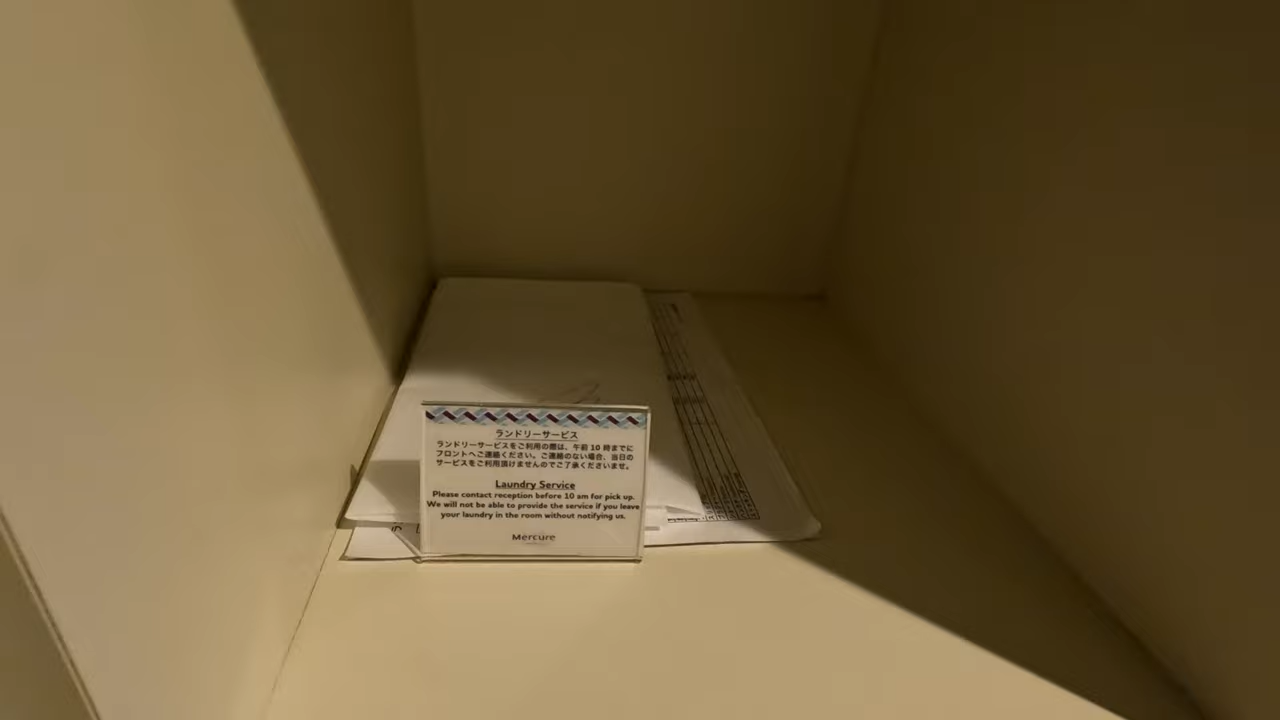 ランドリーサービス
ランドリーサービスをご利用の際は、午前 10 時までに
フロントへご連絡ください。ご連絡のない場合、当日の
サービスをご利用頂けませんのでご了承くださいませ。
Laundry Service
Please contact reception before 10 am for pick up.
We will not be able to provide the service if you leave
your laundry in the room without notifying us.
Mercure